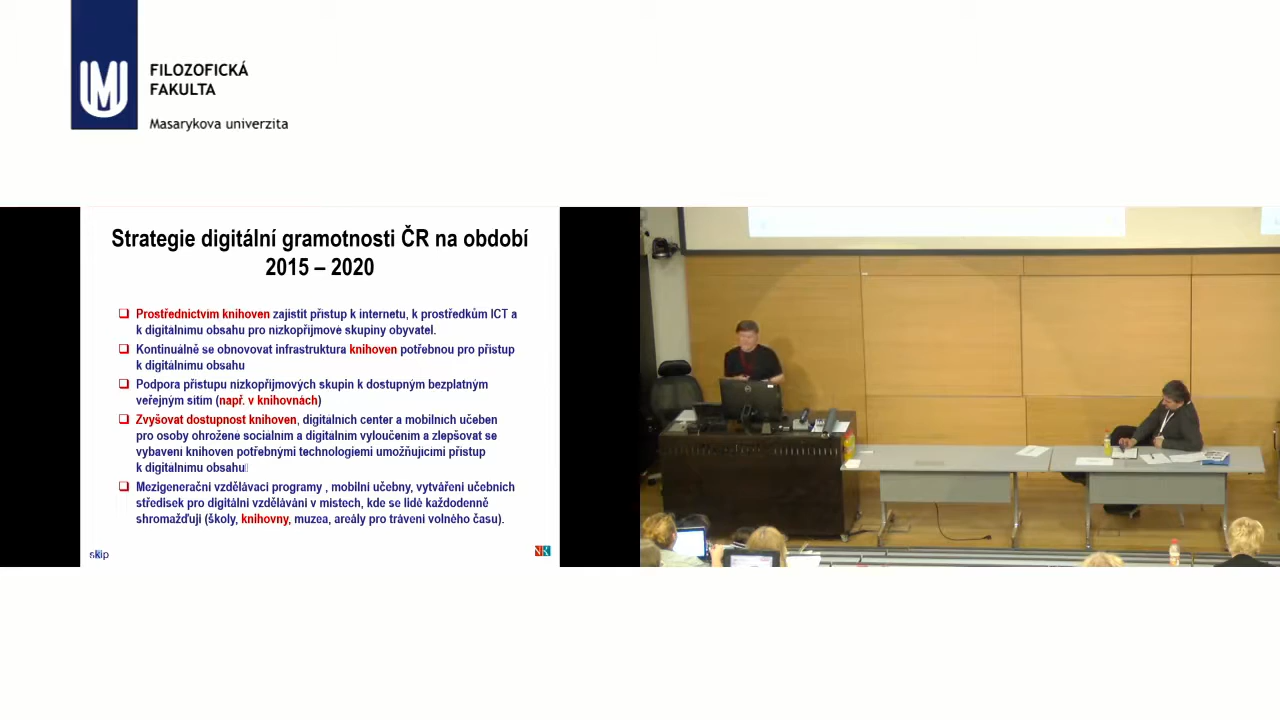 FILOZOFICKÁ
FAKULTA
Masarykova univerzita
Strategie digitální gramotnosti ČR na období
2015 – 2020
Prostřednictvím knihoven zajistit přístup k internetu, k prostředkům ICT a
k digitálnímu obsahu pro nízkopříjmové skupiny obyvatel.
Kontinuálně se obnovovat infrastruktura knihoven potřebnou pro přístup
k digitálnímu obsahu
Podpora přístupu nízkopříjmových skupin k dostupným bezplatným
veřejným sítím (např. v knihovnách)
Zvyšovat dostupnost knihoven, digitálních center a mobilních učeben
pro osoby ohrožené sociálním a digitálním vyloučením a zlepšovat se
vybavení knihoven potřebnými technologiemi umožňujícími přístup
k digitálnímu obsahu
Mezigenerační vzdělávací programy , mobilní učebny, vytváření učebních
středisek pro digitální vzdělávání v místech, kde se lidé každodenně
shromažďují (školy, knihovny, muzea, areály pro trávení volného času).
skip
NK